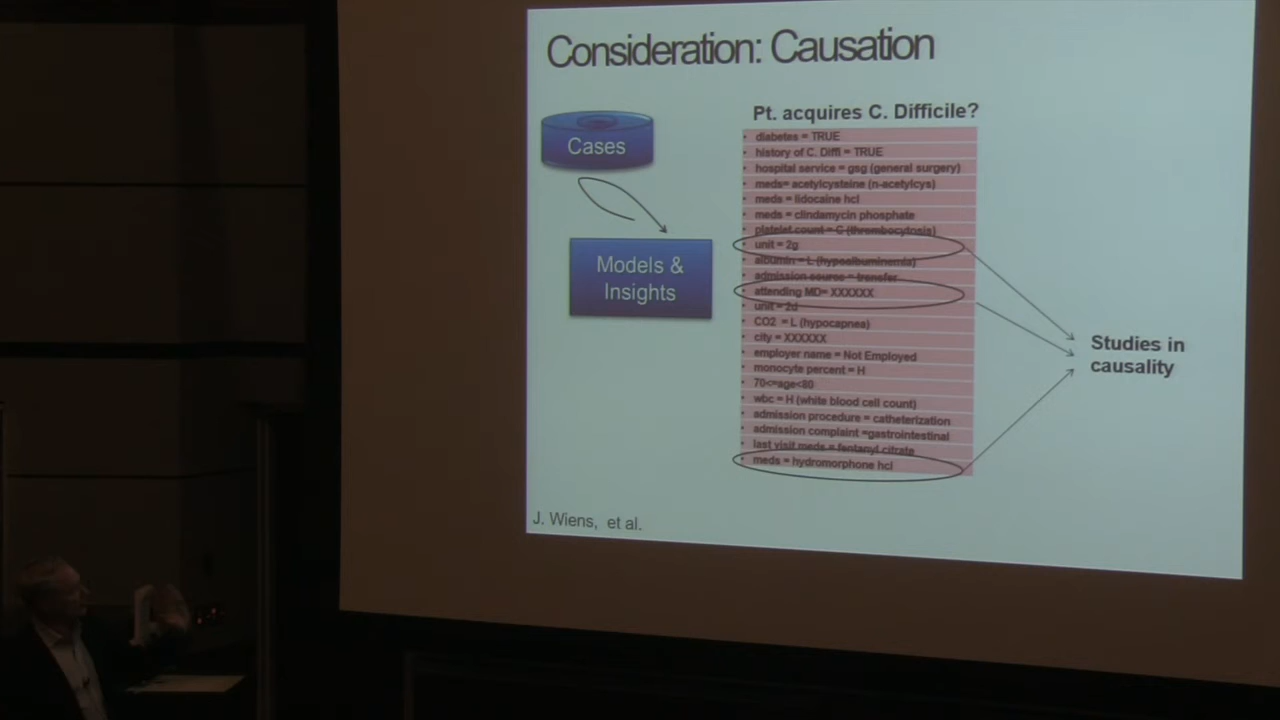 Consideration: Causation
Cases
Models &
Insights
Pt. acquires C. Difficile?
• diabetes = TRUE
• history of C. Diffi = TRUE
• hospital service = gsg (general surgery)
• meds= acetylcysteine (n-acetylcys)
• meds = lidocaine hcl
• meds = clindamycin phosphate
• platelet count = C (thrombocytosis)
• unit = 2g
• albumin = L (hypoalbuminemia)
• admission source = transfer
• attending MD= XXXXXX
• unit = 2d
• CO2 = L (hypocapnea)
• city = XXXXXX
• employer name = Not Employed
• monocyte percent = H
• 70<=age<80
• wbc = H (white blood cell count)
• admission procedure = catheterization
• admission complaint =gastrointestinal
• last visit meds = fentanyl citrate
• meds = hydromorphone hcl
Studies in
causality
J. Wiens, et al.